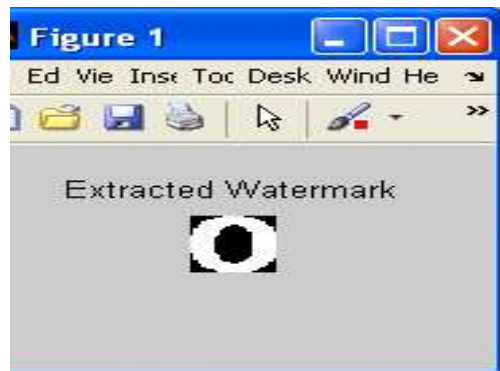 Figure 1
Ed Vie Inse Toc Desk Wind He
Extracted Watermark
O